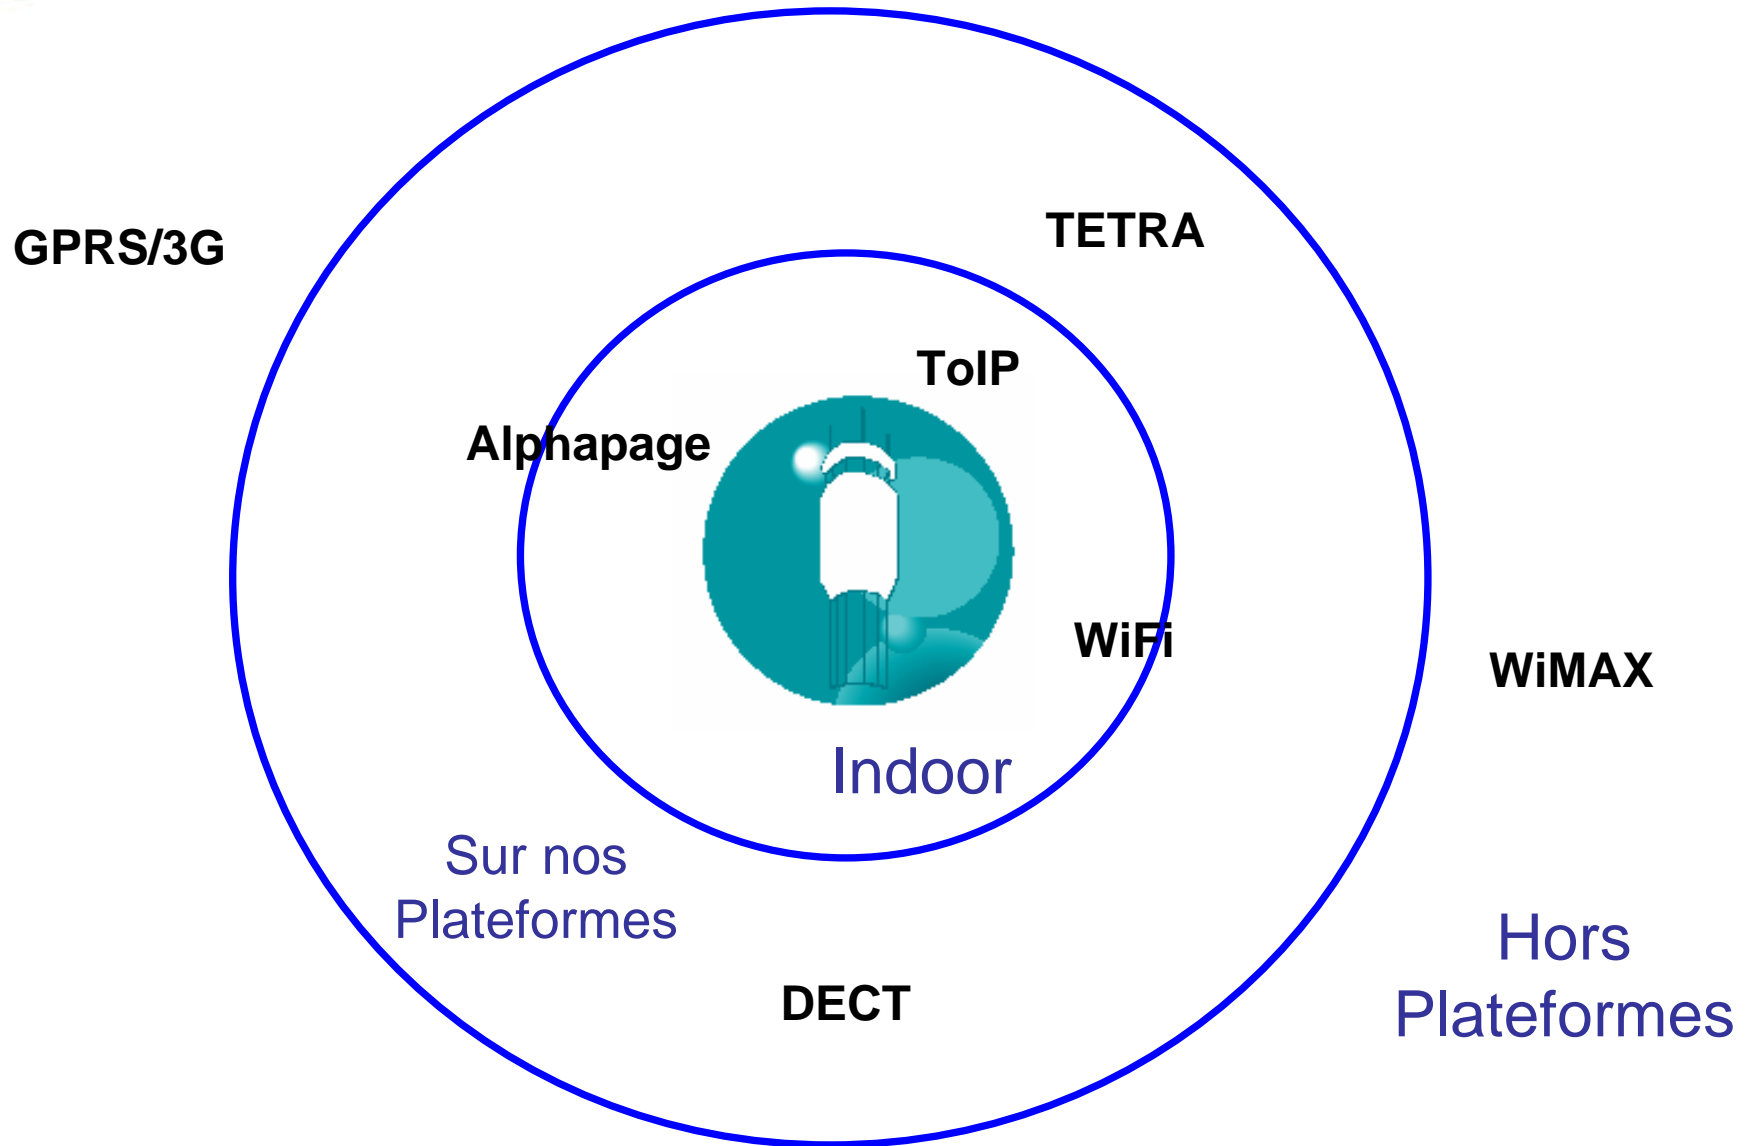 TETRA
GPRS/3G
ToIP
Alphapage
WiFi
WiMAX
Indoor
Sur nos
Plateformes
Hors
Plateformes
DECT